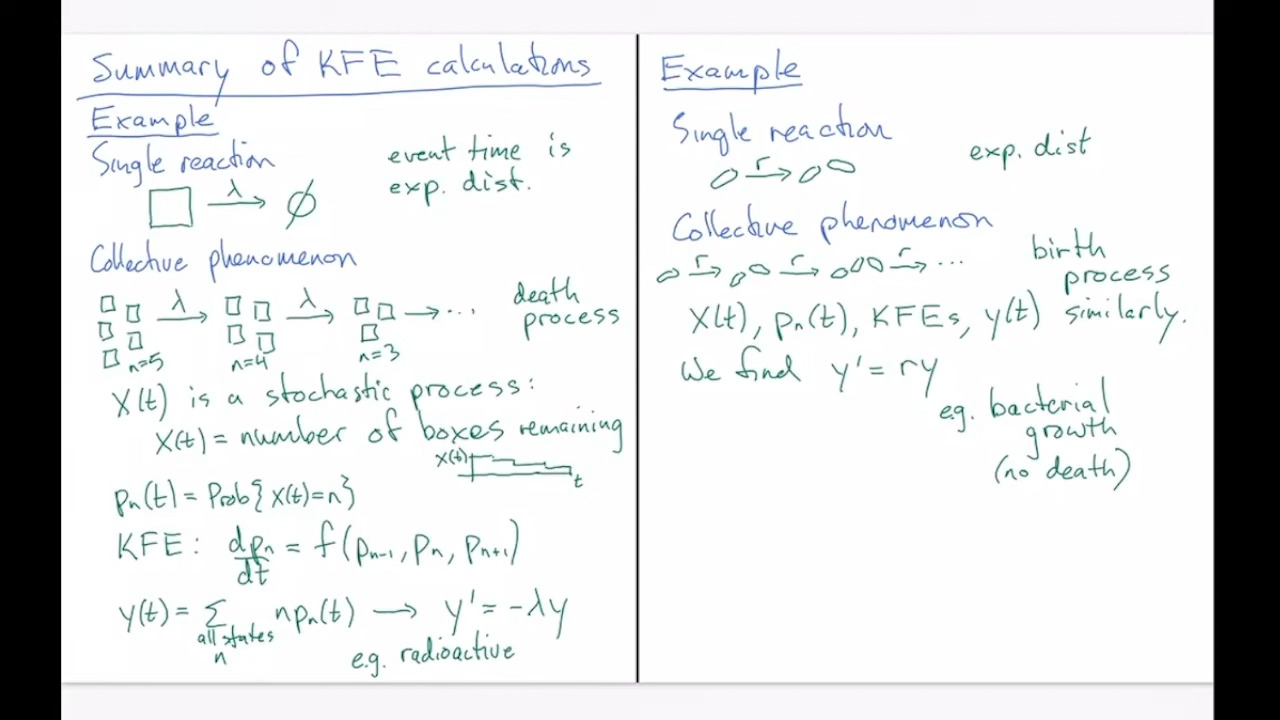 Summary of KFE calculations
Example
Single reaction
event time is
exp. dist.
λ
∅
Collective phenomenon
λ λ ...
n=5 n=4 n=3
death
process
X(t) is a stochastic process:
X(t) = number of boxes remaining
X(t)
t
pₙ(t) = Prob{X(t)=n}
KFE: dpₙ/dt = f(pₙ₋₁, pₙ, pₙ₊₁)
y(t) = Σ npₙ(t) → y' = -λy
all states
n
e.g. radioactive
Example
Single reaction
r
exp. dist
Collective phenomenon
r r r ...
birth
process
similarly.
X(t), pₙ(t), KFEs, y(t)
We find y' = ry
e.g. bacterial
growth
(no death)